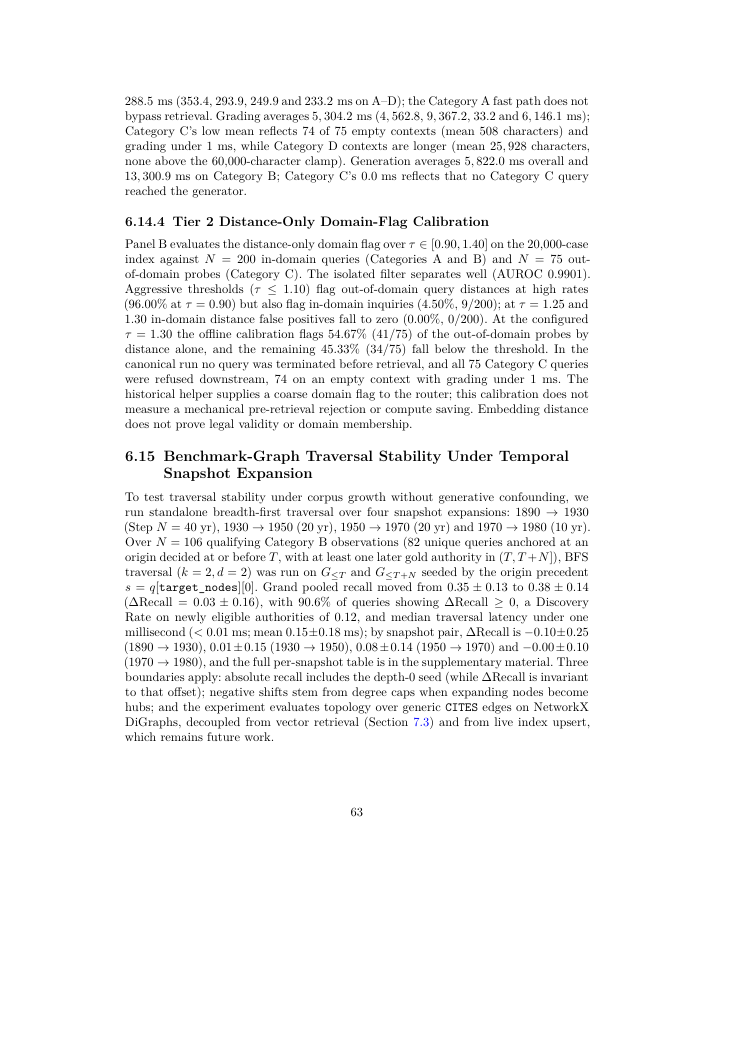 288.5 ms (353.4, 293.9, 249.9 and 233.2 ms on A–D); the Category A fast path does not
bypass retrieval. Grading averages 5, 304.2 ms (4, 562.8, 9, 367.2, 33.2 and 6, 146.1 ms);
Category C's low mean reflects 74 of 75 empty contexts (mean 508 characters) and
grading under 1 ms, while Category D contexts are longer (mean 25, 928 characters,
none above the 60,000-character clamp). Generation averages 5, 822.0 ms overall and
13, 300.9 ms on Category B; Category C's 0.0 ms reflects that no Category C query
reached the generator.
6.14.4 Tier 2 Distance-Only Domain-Flag Calibration
Panel B evaluates the distance-only domain flag over τ ∈ [0.90, 1.40] on the 20,000-case
index against N = 200 in-domain queries (Categories A and B) and N = 75 out-
of-domain probes (Category C). The isolated filter separates well (AUROC 0.9901).
Aggressive thresholds (τ ≤ 1.10) flag out-of-domain query distances at high rates
(96.00% at τ = 0.90) but also flag in-domain inquiries (4.50%, 9/200); at τ = 1.25 and
1.30 in-domain distance false positives fall to zero (0.00%, 0/200). At the configured
τ = 1.30 the offline calibration flags 54.67% (41/75) of the out-of-domain probes by
distance alone, and the remaining 45.33% (34/75) fall below the threshold. In the
canonical run no query was terminated before retrieval, and all 75 Category C queries
were refused downstream, 74 on an empty context with grading under 1 ms. The
historical helper supplies a coarse domain flag to the router; this calibration does not
measure a mechanical pre-retrieval rejection or compute saving. Embedding distance
does not prove legal validity or domain membership.
6.15 Benchmark-Graph Traversal Stability Under Temporal
Snapshot Expansion
To test traversal stability under corpus growth without generative confounding, we
run standalone breadth-first traversal over four snapshot expansions: 1890 → 1930
(Step N = 40 yr), 1930 → 1950 (20 yr), 1950 → 1970 (20 yr) and 1970 → 1980 (10 yr).
Over N = 106 qualifying Category B observations (82 unique queries anchored at an
origin decided at or before T, with at least one later gold authority in (T, T+N]), BFS
traversal (k = 2, d = 2) was run on G≤T and G≤T+N seeded by the origin precedent
s = q[target_nodes][0]. Grand pooled recall moved from 0.35 ± 0.13 to 0.38 ± 0.14
(ΔRecall = 0.03 ± 0.16), with 90.6% of queries showing ΔRecall ≥ 0, a Discovery
Rate on newly eligible authorities of 0.12, and median traversal latency under one
millisecond (< 0.01 ms; mean 0.15±0.18 ms); by snapshot pair, ΔRecall is −0.10±0.25
(1890 → 1930), 0.01±0.15 (1930 → 1950), 0.08±0.14 (1950 → 1970) and −0.00±0.10
(1970 → 1980), and the full per-snapshot table is in the supplementary material. Three
boundaries apply: absolute recall includes the depth-0 seed (while ΔRecall is invariant
to that offset); negative shifts stem from degree caps when expanding nodes become
hubs; and the experiment evaluates topology over generic CITES edges on NetworkX
DiGraphs, decoupled from vector retrieval (Section 7.3) and from live index upsert,
which remains future work.
63